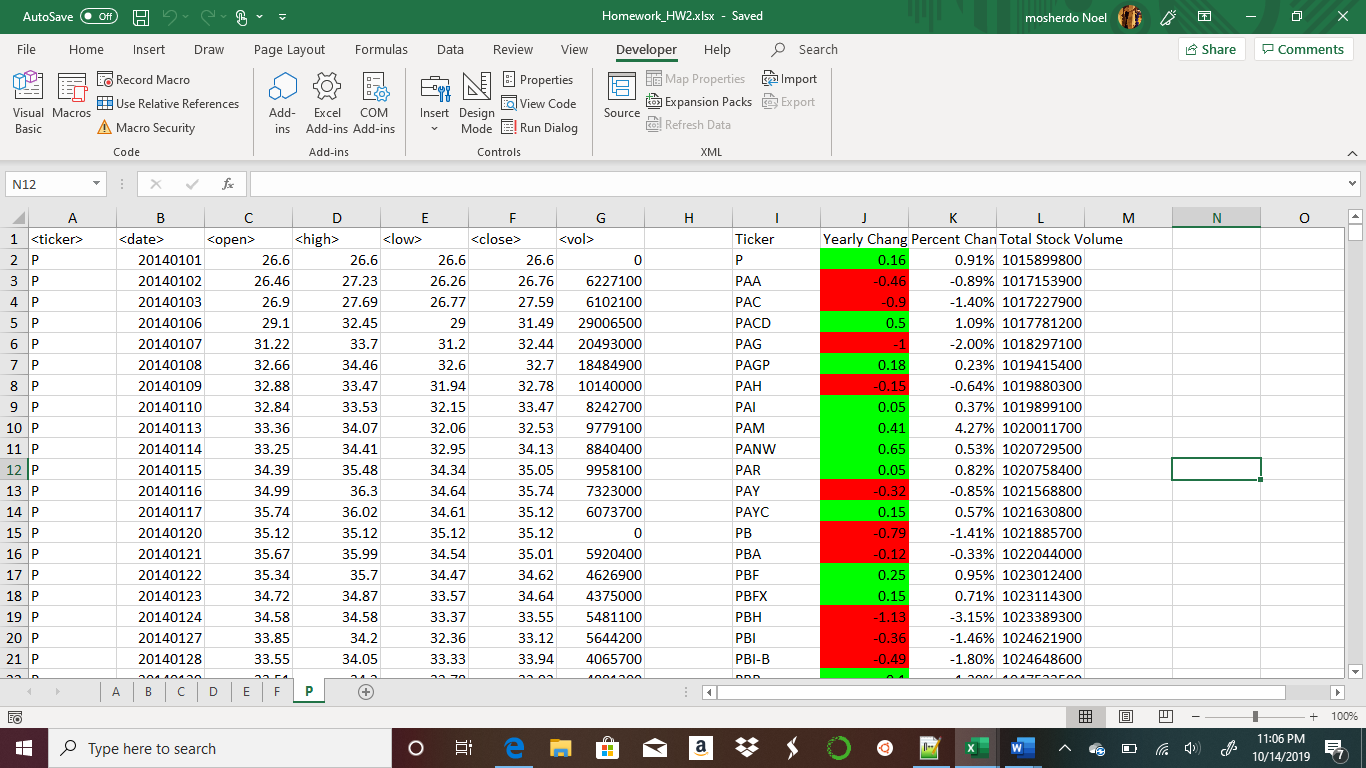 AutoSave Off Homework_HW2.xlsx - Saved mosherdo Noel
File Home Insert Draw Page Layout Formulas Data Review View Developer Help Search Share Comments
Visual Basic
Macros
Record Macro
Use Relative References
Macro Security
Code
Add-ins
Excel Add-ins
COM Add-ins
Add-ins
Insert
Design Mode
Properties
View Code
Run Dialog
Controls
Source
Map Properties
Expansion Packs
Refresh Data
Import
Export
XML
N12 fx
A B C D E F G H I J K L M N O
1 <ticker> <date> <open> <high> <low> <close> <vol> Ticker Yearly Chang Percent Chan Total Stock Volume
2 P 20140101 26.6 26.6 26.6 26.6 0 P 0.16 0.91% 1015899800
3 P 20140102 26.46 27.23 26.26 26.76 6227100 PAA -0.46 -0.89% 1017153900
4 P 20140103 26.9 27.69 26.77 27.59 6102100 PAC -0.9 -1.40% 1017227900
5 P 20140106 29.1 32.45 29 31.49 29006500 PACD 0.5 1.09% 1017781200
6 P 20140107 31.22 33.7 31.2 32.44 20493000 PAG -1 -2.00% 1018297100
7 P 20140108 32.66 34.46 32.6 32.7 18484900 PAGP 0.18 0.23% 1019415400
8 P 20140109 32.88 33.47 31.94 32.78 10140000 PAH -0.15 -0.64% 1019880300
9 P 20140110 32.84 33.53 32.15 33.47 8242700 PAI 0.05 0.37% 1019899100
10 P 20140113 33.36 34.07 32.06 32.53 9779100 PAM 0.41 4.27% 1020011700
11 P 20140114 33.25 34.41 32.95 34.13 8840400 PANW 0.65 0.53% 1020729500
12 P 20140115 34.39 35.48 34.34 35.05 9958100 PAR 0.05 0.82% 1020758400
13 P 20140116 34.99 36.3 34.64 35.74 7323000 PAY -0.32 -0.85% 1021568800
14 P 20140117 35.74 36.02 34.61 35.12 6073700 PAYC 0.15 0.57% 1021630800
15 P 20140120 35.12 35.12 35.12 35.12 0 PB -0.79 -1.41% 1021885700
16 P 20140121 35.67 35.99 34.54 35.01 5920400 PBA -0.12 -0.33% 1022044000
17 P 20140122 35.34 35.7 34.47 34.62 4626900 PBF 0.25 0.95% 1023012400
18 P 20140123 34.72 34.87 33.57 34.64 4375000 PBFX 0.15 0.71% 1023114300
19 P 20140124 34.58 34.58 33.37 33.55 5481100 PBH -1.13 -3.15% 1023389300
20 P 20140127 33.85 34.2 32.36 33.12 5644200 PBI -0.36 -1.46% 1024621900
21 P 20140128 33.55 34.05 33.33 33.94 4065700 PBI-B -0.49 -1.80% 1024648600
A B C D E F P
100%
Type here to search
11:06 PM
10/14/2019
7